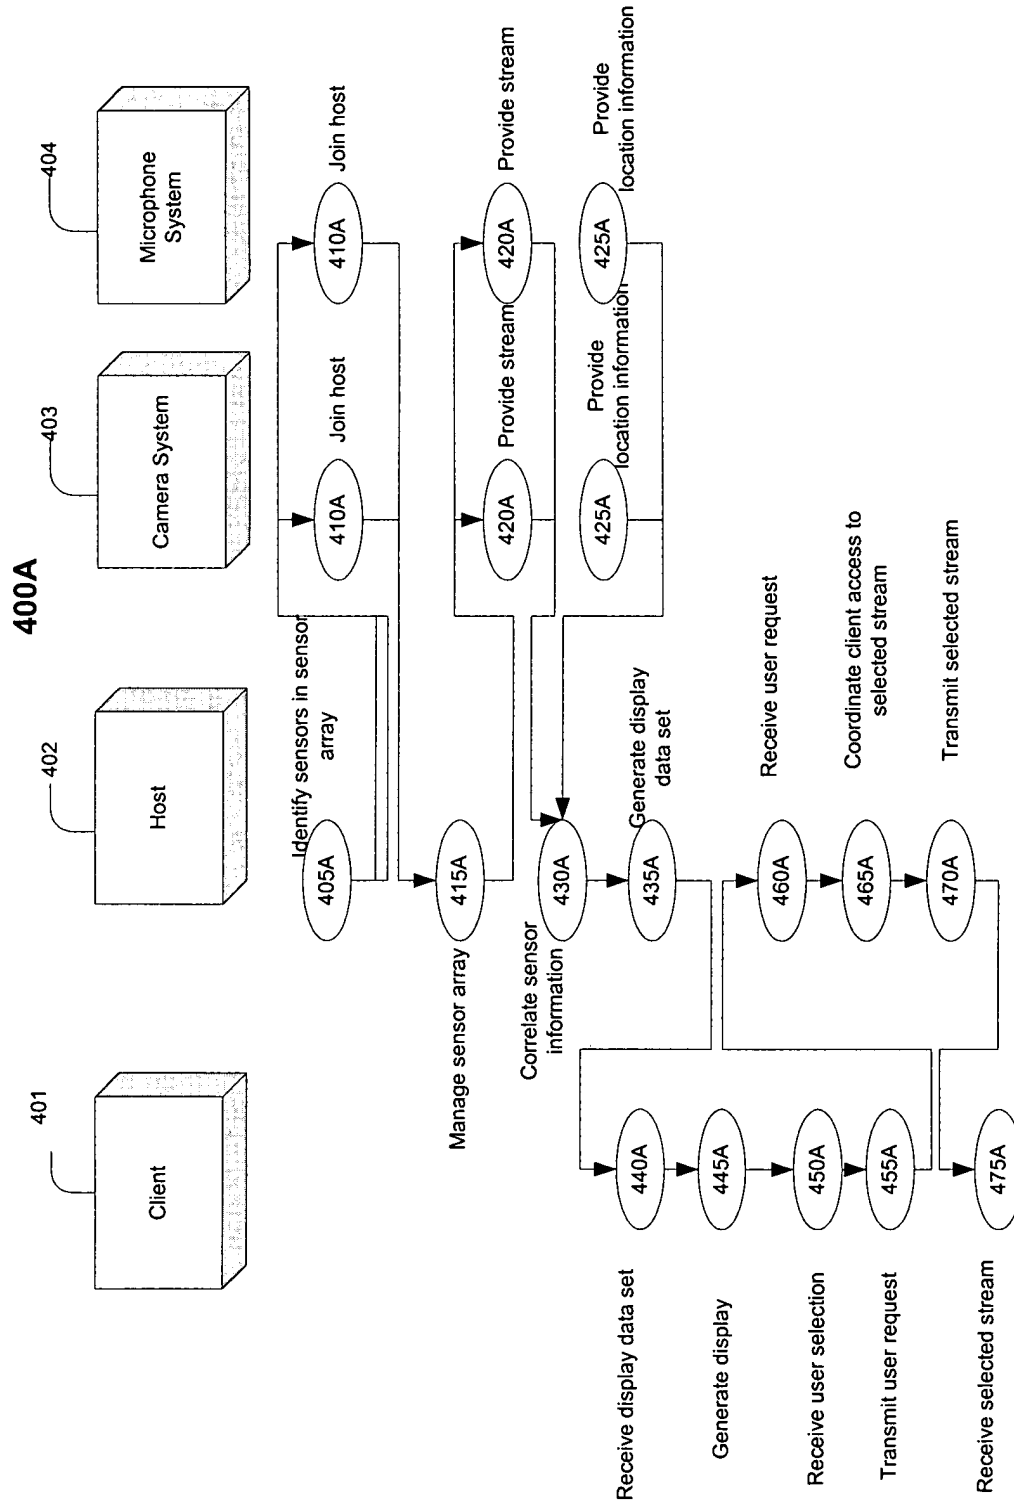 400A
401
402
403
404
Client
Host
Camera System
Microphone
System
Identify sensors in sensor
array
405A
410A
Join host
410A
Join host
Manage sensor array
415A
420A
Provide stream
420A
Provide stream
425A
Provide
location information
425A
Provide
location information
Correlate sensor
information
430A
Generate display
data set
435A
Receive display data set
440A
Generate display
445A
Receive user selection
450A
Transmit user request
455A
460A
Receive user request
465A
Coordinate client access to
selected stream
470A
Transmit selected stream
Receive selected stream
475A